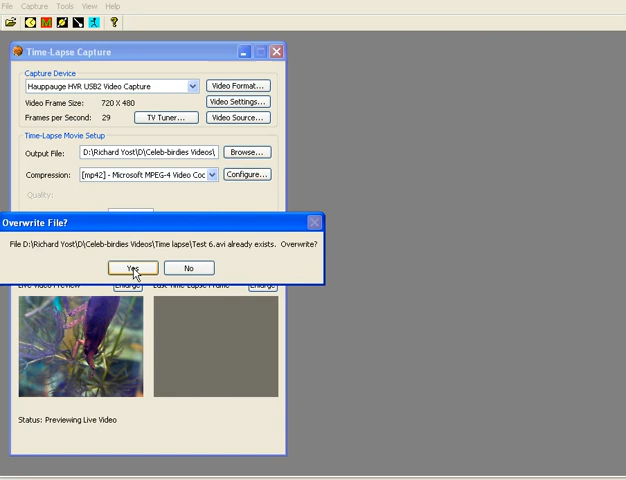 File Capture Tools View Help
Time-Lapse Capture
Capture Device
Hauppauge HVR USB2 Video Capture
Video Format...
Video Frame Size: 720 X 480
Video Settings...
Frames per Second: 29
TV Tuner...
Video Source...
Time-Lapse Movie Setup
Output File: D:\Richard Yost\D\Celeb-birdies Videos\
Browse...
Compression: [mp42] - Microsoft MPEG-4 Video Coc
Configure...
Quality:
Overwrite File?
File D:\Richard Yost\D\Celeb-birdies Videos\Time lapse\Test 6.avi already exists. Overwrite?
Yes
No
Live Video Preview
Enlarge
Last Time-Lapse Frame
Enlarge
Status: Previewing Live Video